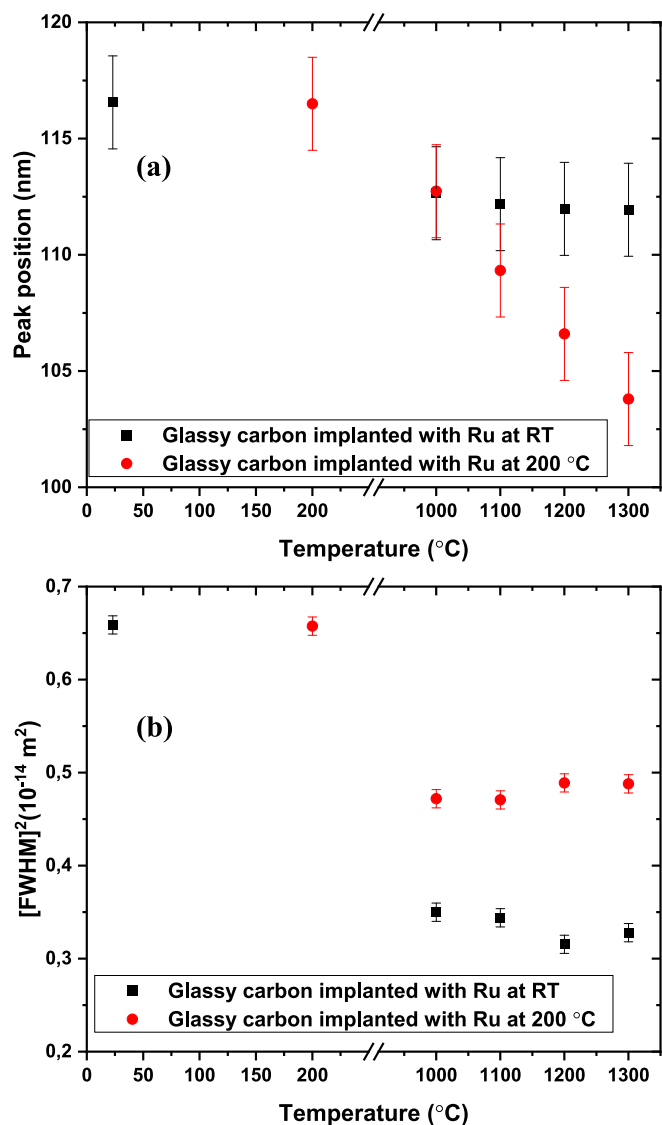 120
115
110
105
100
Peak position (nm)
(a)
Glassy carbon implanted with Ru at RT
Glassy carbon implanted with Ru at 200 °C
0 50 100 150 200 1000 1100 1200 1300
Temperature (°C)
0,7
0,6
0,5
0,4
0,3
0,2
[FWHM]² (10⁻¹⁴ m²)
(b)
Glassy carbon implanted with Ru at RT
Glassy carbon implanted with Ru at 200 °C
0 50 100 150 200 1000 1100 1200 1300
Temperature (°C)